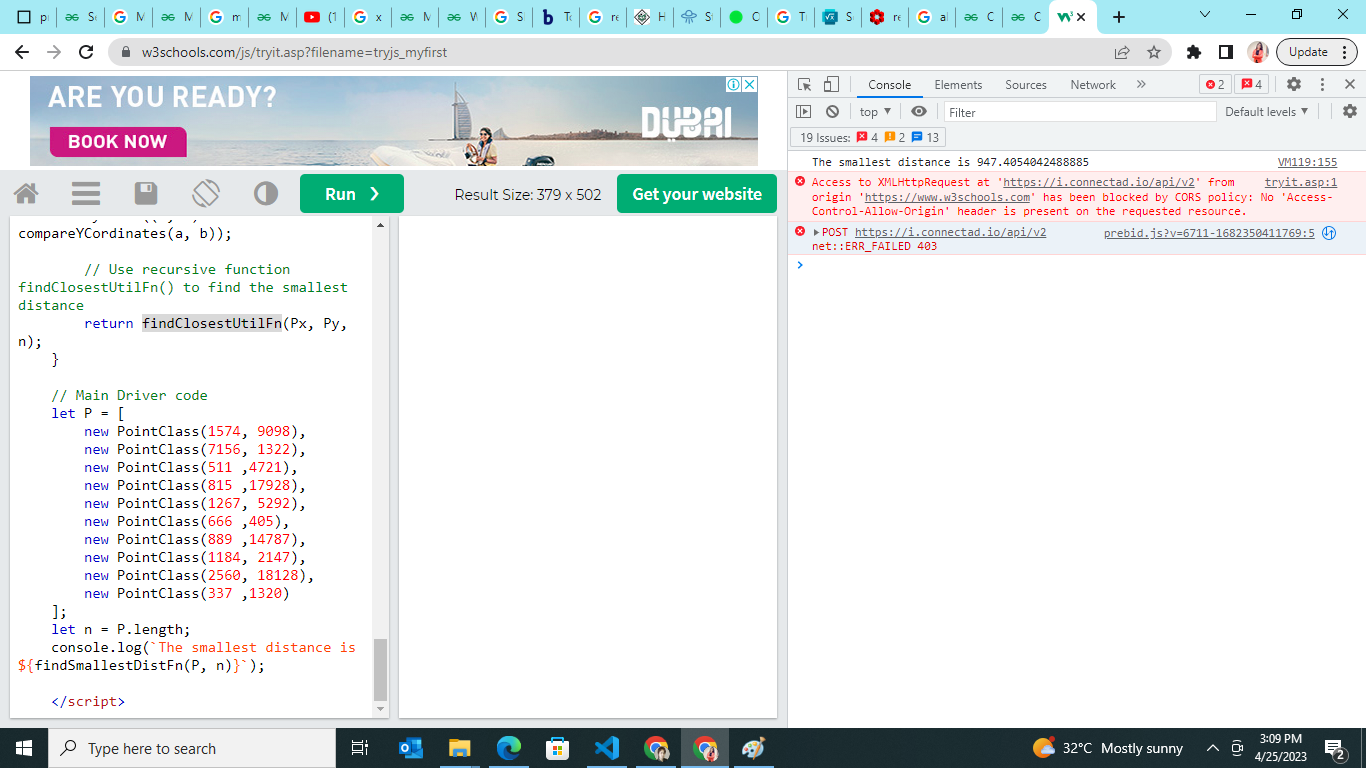 pr
Se
M
M
m
M
(1
x
M
W
S
To
re
H
St
C
Ti
S
re
al
C
C
w3schools.com/js/tryit.asp?filename=tryjs_myfirst
Update
ARE YOU READY?
BOOK NOW
DUBAI
Run ❯
Result Size: 379 x 502
Get your website
compareYCordinates(a, b));
// Use recursive function
findClosestUtilFn() to find the smallest
distance
return findClosestUtilFn(Px, Py,
n);
}
// Main Driver code
let P = [
new PointClass(1574, 9098),
new PointClass(7156, 1322),
new PointClass(511 ,4721),
new PointClass(815 ,17928),
new PointClass(1267, 5292),
new PointClass(666 ,405),
new PointClass(889 ,14787),
new PointClass(1184, 2147),
new PointClass(2560, 18128),
new PointClass(337 ,1320)
];
let n = P.length;
console.log(`The smallest distance is
${findSmallestDistFn(P, n)}`);
</script>
Console Elements Sources Network » 2 4
top Filter Default levels
19 Issues: 4 2 13
The smallest distance is 947.4054042488885 VM119:155
Access to XMLHttpRequest at 'https://i.connectad.io/api/v2' from tryit.asp:1
origin 'https://www.w3schools.com' has been blocked by CORS policy: No 'Access-
Control-Allow-Origin' header is present on the requested resource.
POST https://i.connectad.io/api/v2 prebid.js?v=6711-1682350411769:5
net::ERR_FAILED 403
Type here to search
32°C Mostly sunny
3:09 PM
4/25/2023
2